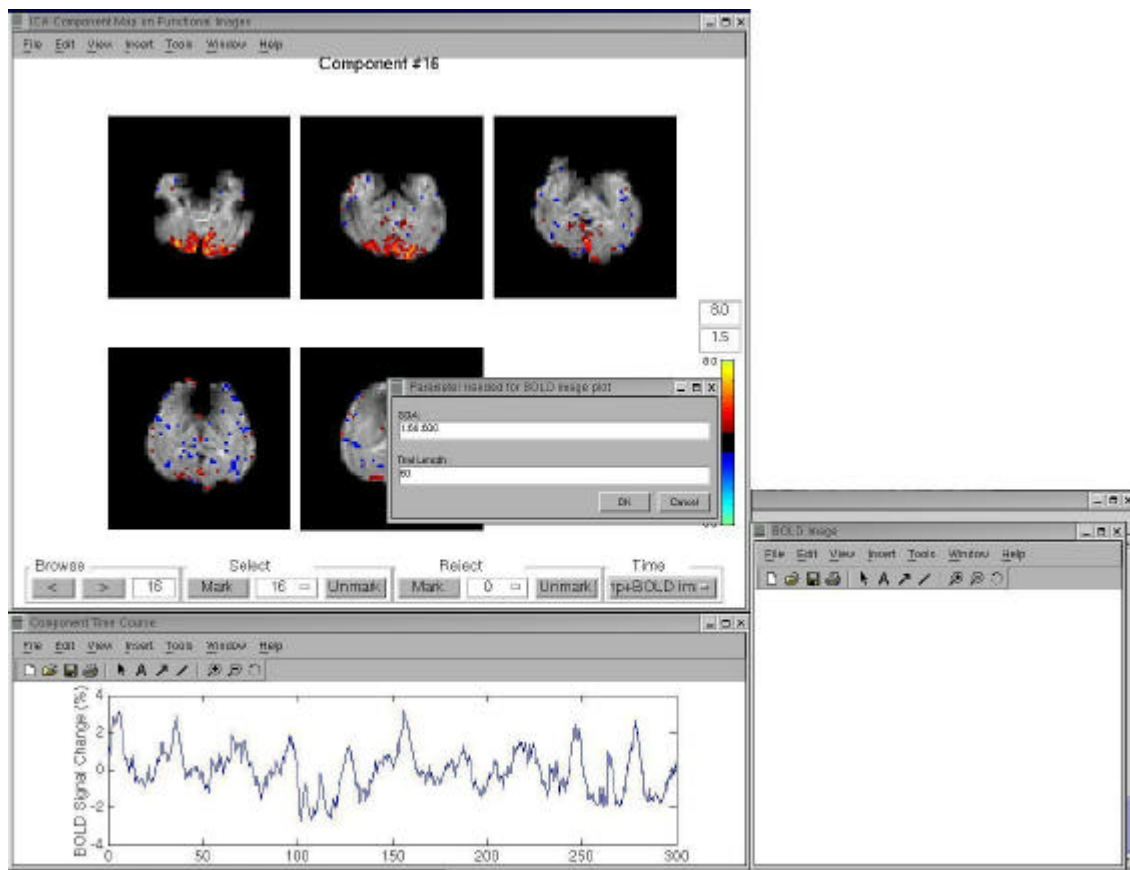 ICA Component Map on Functional Images
File Edit View Insert Tools Window Help
Component #16
8.0
1.5
8.0
Parameter needed for BOLD image plot
SOA:
Trial Length:
60
OK Cancel
Browse Select Reject Time
< > 16 Mark 16 Unmark Mark 0 Unmark
Component Time Course
File Edit View Insert Tools Window Help
BOLD Signal Change (%)
4
2
0
-2
-4
0 50 100 150 200 250 300
BOLD image
File Edit View Insert Tools Window Help